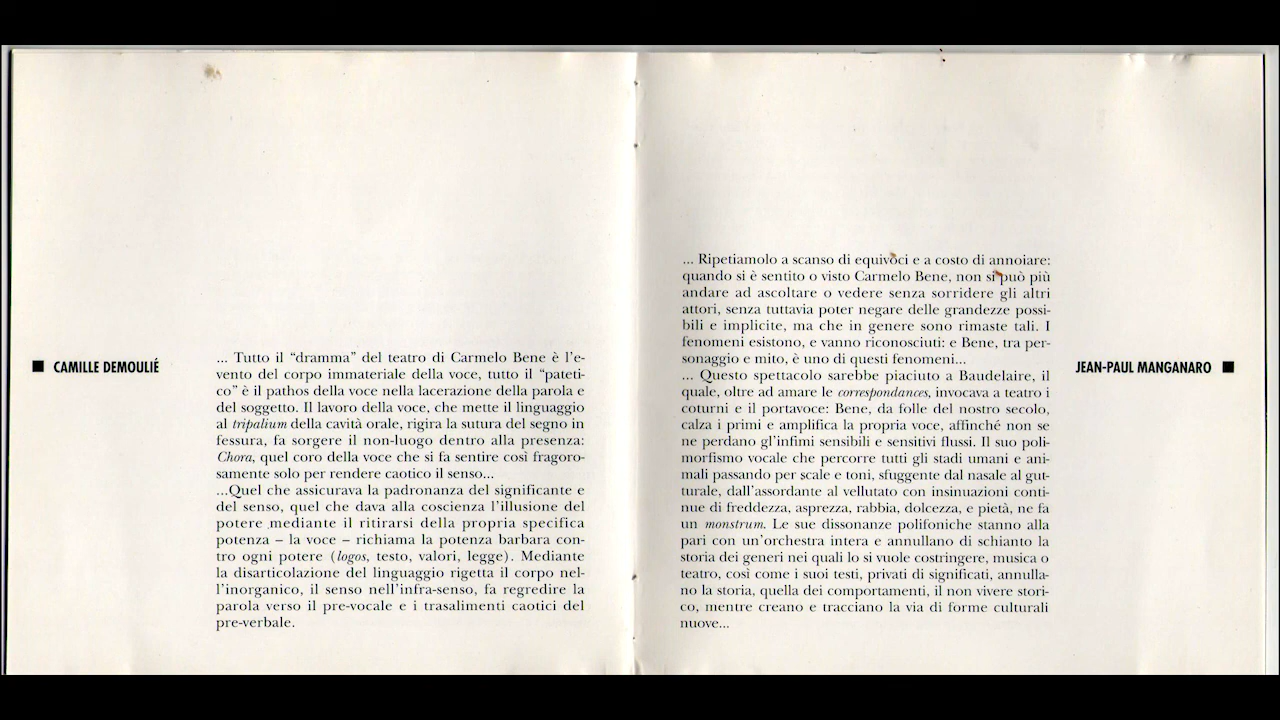 ■ CAMILLE DEMOULIÉ
... Tutto il “dramma” del teatro di Carmelo Bene è l’e-
vento del corpo immateriale della voce, tutto il “pateti-
co” è il pathos della voce nella lacerazione della parola e
del soggetto. Il lavoro della voce, che mette il linguaggio
al tripalium della cavità orale, rigira la sutura del segno in
fessura, fa sorgere il non-luogo dentro alla presenza:
Chora, quel coro della voce che si fa sentire così fragoro-
samente solo per rendere caotico il senso...
...Quel che assicurava la padronanza del significante e
del senso, quel che dava alla coscienza l’illusione del
potere mediante il ritirarsi della propria specifica
potenza – la voce – richiama la potenza barbara con-
tro ogni potere (logos, testo, valori, legge). Mediante
la disarticolazione del linguaggio rigetta il corpo nel-
l’inorganico, il senso nell’infra-senso, fa regredire la
parola verso il pre-vocale e i trasalimenti caotici del
pre-verbale.
... Ripetiamolo a scanso di equivoci e a costo di annoiare:
quando si è sentito o visto Carmelo Bene, non si può più
andare ad ascoltare o vedere senza sorridere gli altri
attori, senza tuttavia poter negare delle grandezze possi-
bili e implicite, ma che in genere sono rimaste tali. I
fenomeni esistono, e vanno riconosciuti: e Bene, tra per-
sonaggio e mito, è uno di questi fenomeni...
... Questo spettacolo sarebbe piaciuto a Baudelaire, il
quale, oltre ad amare le correspondances, invocava a teatro i
coturni e il portavoce: Bene, da folle del nostro secolo,
calza i primi e amplifica la propria voce, affinché non se
ne perdano gl’infimi sensibili e sensitivi flussi. Il suo poli-
morfismo vocale che percorre tutti gli stadi umani e ani-
mali passando per scale e toni, sfuggente dal nasale al gut-
turale, dall’assordante al vellutato con insinuazioni conti-
nue di freddezza, asprezza, rabbia, dolcezza, e pietà, ne fa
un monstrum. Le sue dissonanze polifoniche stanno alla
pari con un’orchestra intera e annullano di schianto la
storia dei generi nei quali lo si vuole costringere, musica o
teatro, così come i suoi testi, privati di significati, annulla-
no la storia, quella dei comportamenti, il non vivere stori-
co, mentre creano e tracciano la via di forme culturali
nuove...
JEAN-PAUL MANGANARO ■